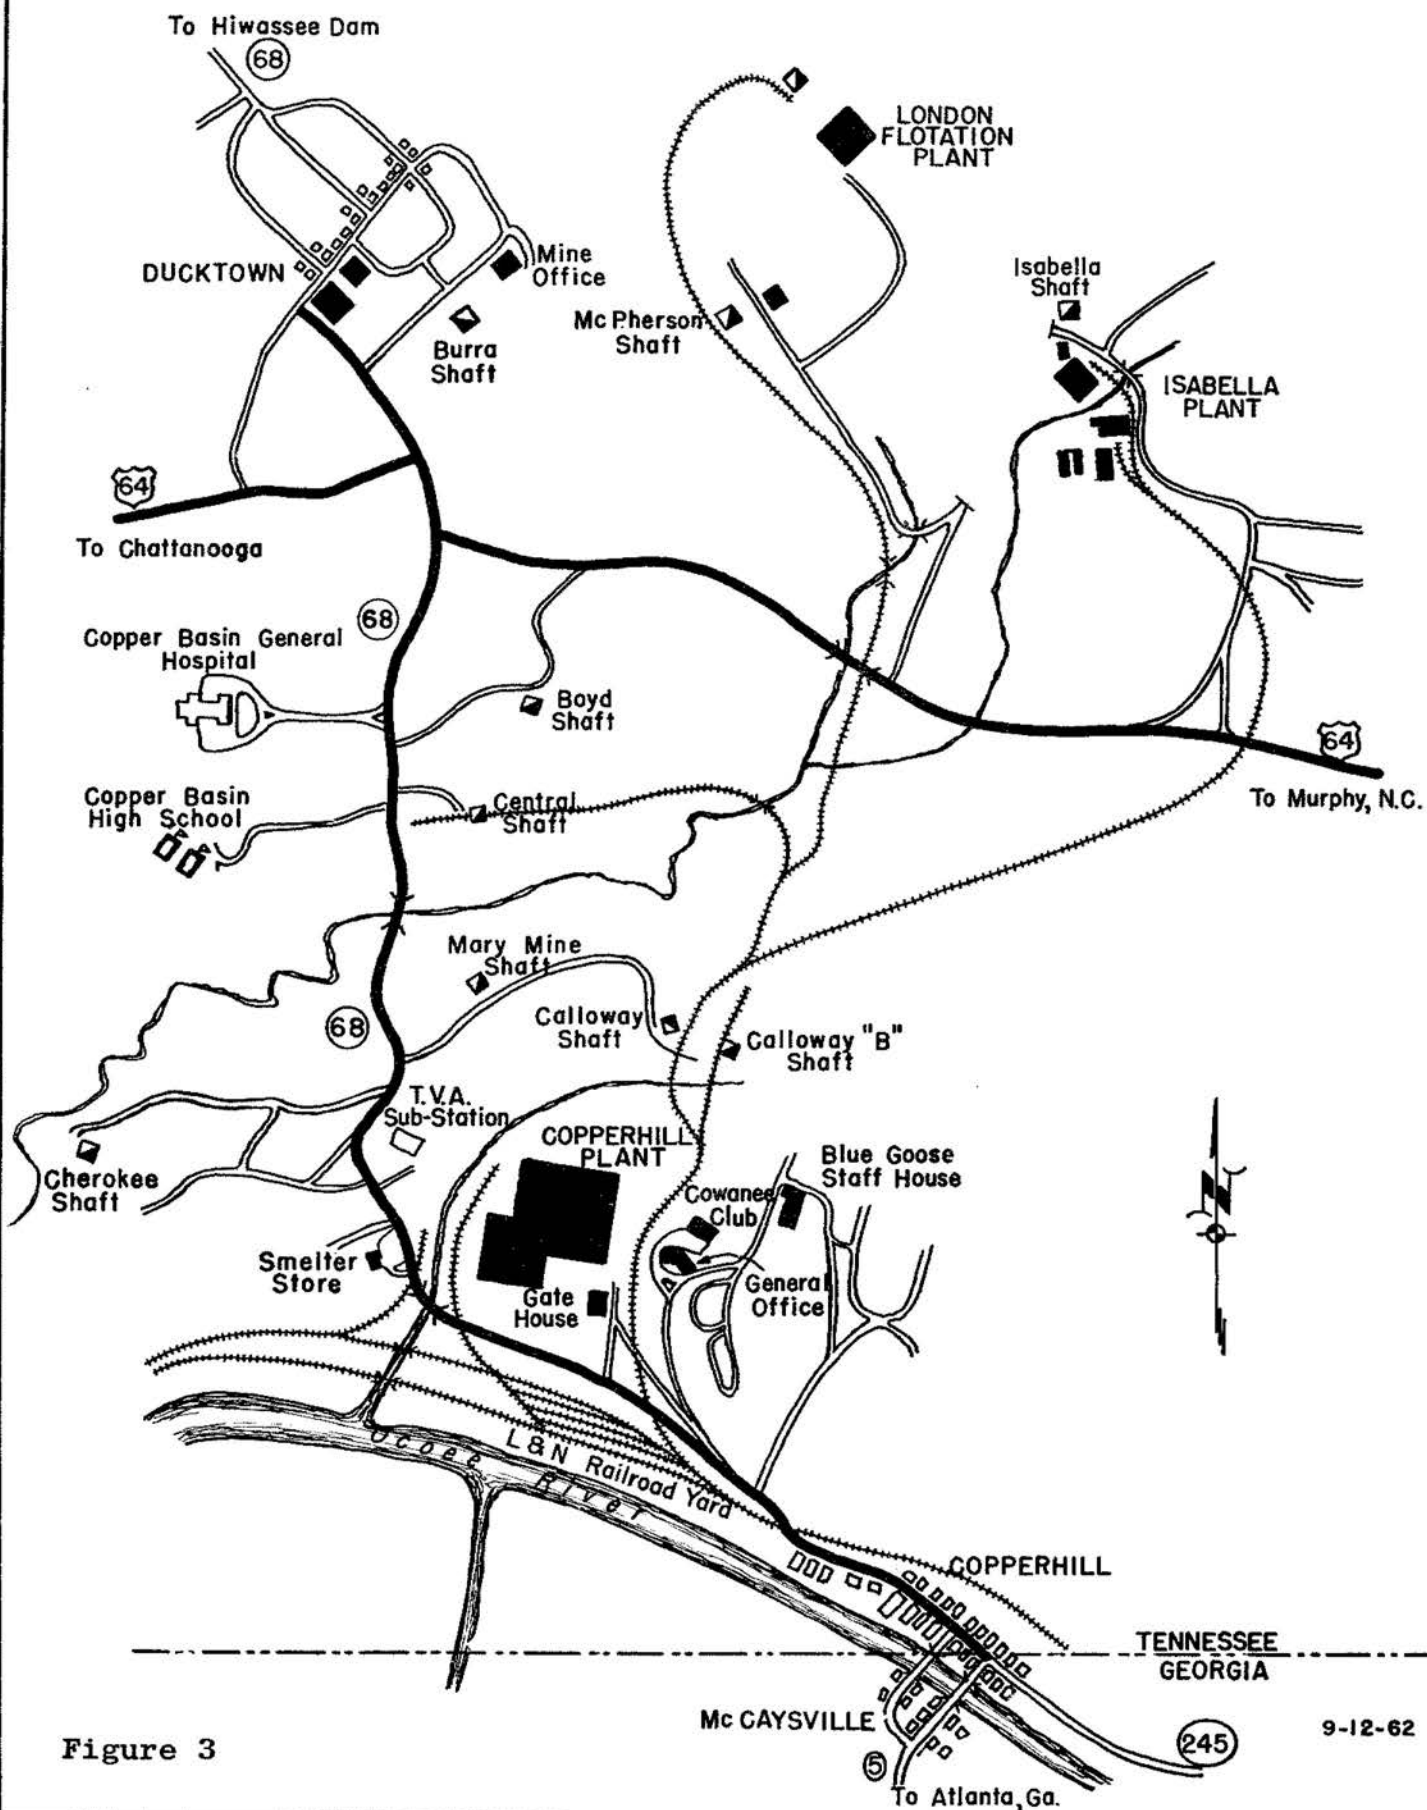 To Hiwassee Dam
68
LONDON
FLOTATION
PLANT
Mine
Office
DUCKTOWN
Isabella
Shaft
Burra
Shaft
McPherson
Shaft
ISABELLA
PLANT
64
To Chattanooga
68
Copper Basin General
Hospital
Boyd
Shaft
64
To Murphy, N.C.
Copper Basin
High School
Central
Shaft
Mary Mine
Shaft
68
Calloway
Shaft
Calloway "B"
Shaft
T.V.A.
Sub-Station
COPPERHILL
PLANT
Blue Goose
Staff House
Cherokee
Shaft
Cowanee
Club
Smelter
Store
Gate
House
General
Office
N
L&N Railroad Yard
Ocoee River
COPPERHILL
TENNESSEE
GEORGIA
McCAYSVILLE
245
9-12-62
Figure 3
5
To Atlanta, Ga.